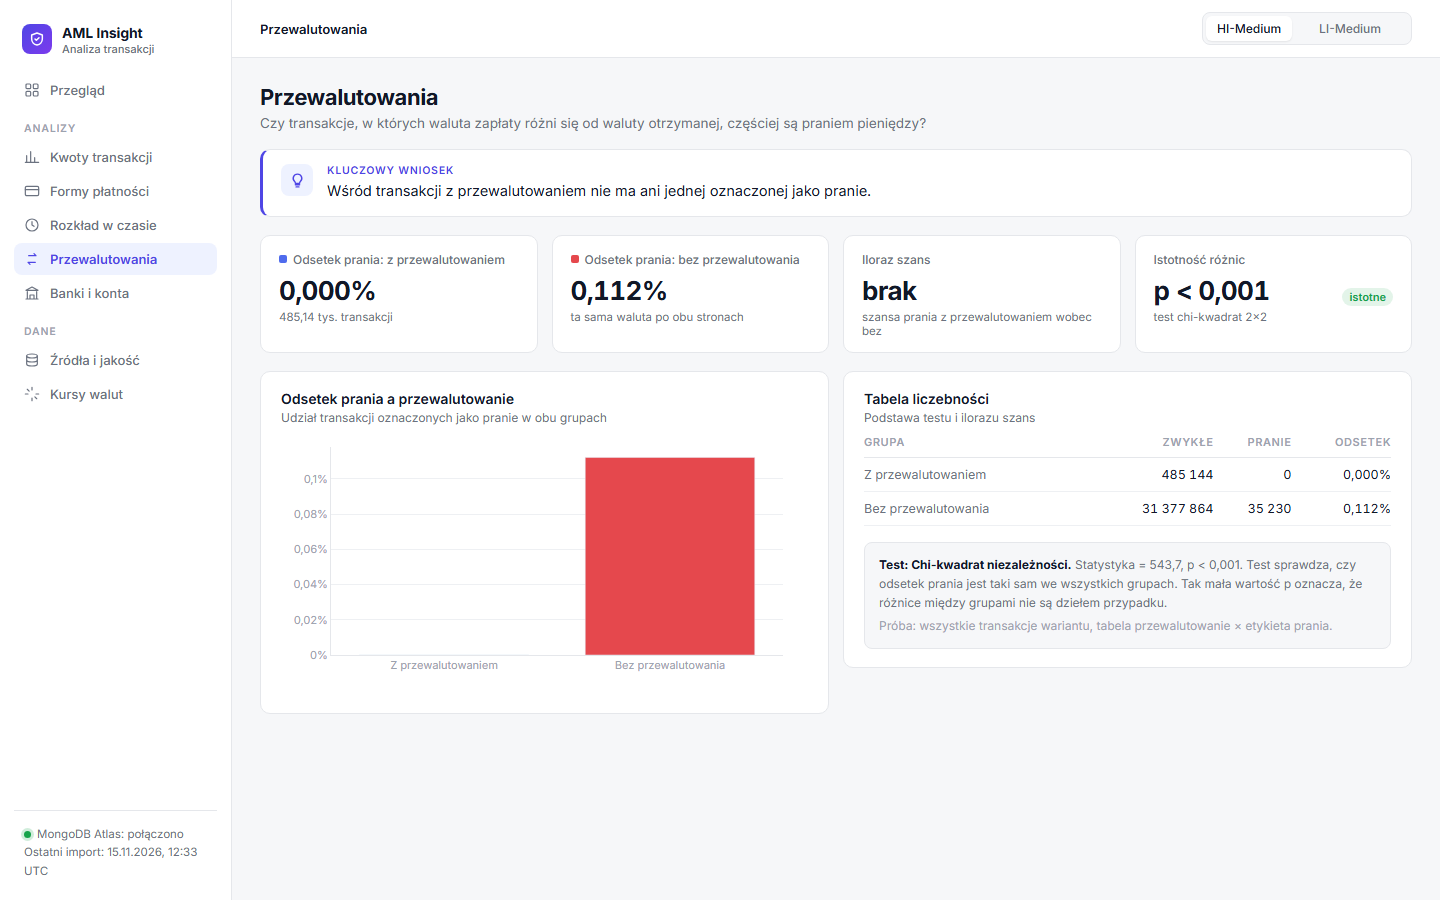 AML Insight
Analiza transakcji
Przegląd
ANALIZY
Kwoty transakcji
Formy płatności
Rozkład w czasie
Przewalutowania
Banki i konta
DANE
Źródła i jakość
Kursy walut
MongoDB Atlas: połączono
Ostatni import: 15.11.2026, 12:33
UTC
Przewalutowania
HI-Medium
LI-Medium
Przewalutowania
Czy transakcje, w których waluta zapłaty różni się od waluty otrzymanej, częściej są praniem pieniędzy?
KLUCZOWY WNIOSEK
Wśród transakcji z przewalutowaniem nie ma ani jednej oznaczonej jako pranie.
Odsetek prania: z przewalutowaniem
0,000%
485,14 tys. transakcji
Odsetek prania: bez przewalutowania
0,112%
ta sama waluta po obu stronach
Iloraz szans
brak
szansa prania z przewalutowaniem wobec
bez
Istotność różnic
p < 0,001
istotne
test chi-kwadrat 2×2
Odsetek prania a przewalutowanie
Udział transakcji oznaczonych jako pranie w obu grupach
0,1%
0,08%
0,06%
0,04%
0,02%
0%
Z przewalutowaniem
Bez przewalutowania
Tabela liczebności
Podstawa testu i ilorazu szans
GRUPA ZWYKŁE PRANIE ODSETEK
Z przewalutowaniem 485 144 0 0,000%
Bez przewalutowania 31 377 864 35 230 0,112%
Test: Chi-kwadrat niezależności. Statystyka = 543,7, p < 0,001. Test sprawdza, czy
odsetek prania jest taki sam we wszystkich grupach. Tak mała wartość p oznacza, że
różnice między grupami nie są dziełem przypadku.
Próba: wszystkie transakcje wariantu, tabela przewalutowanie × etykieta prania.